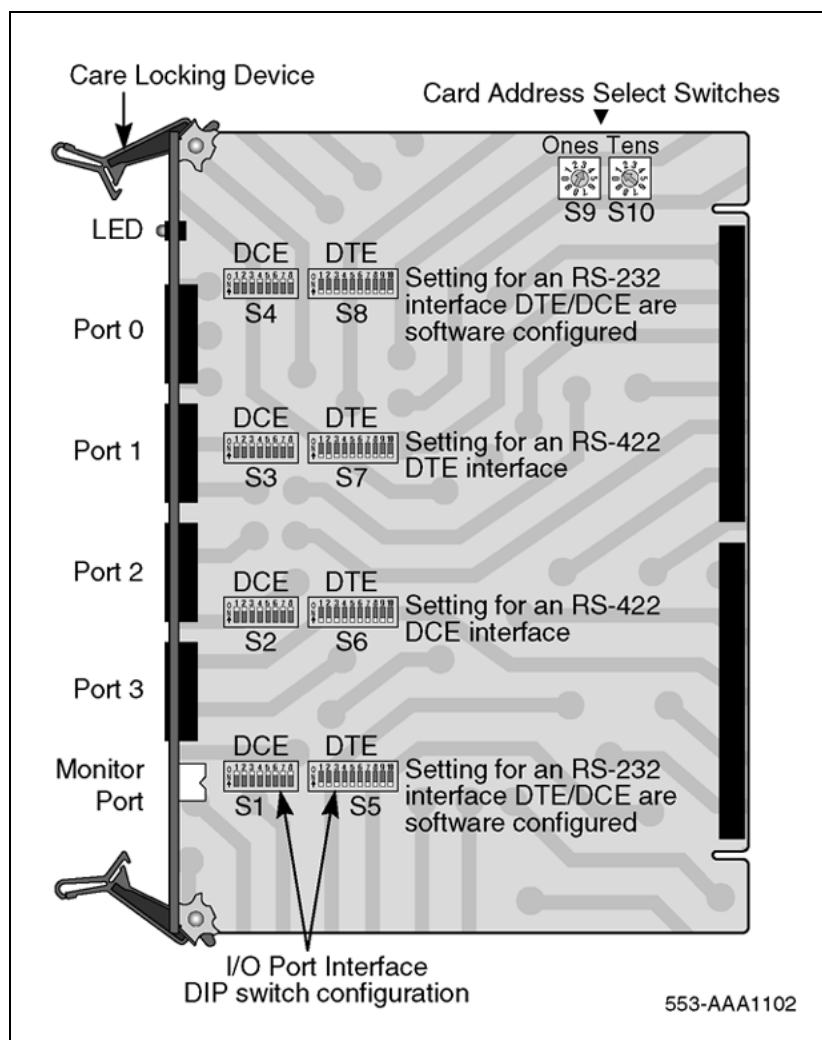 Care Locking Device
Card Address Select Switches
Ones Tens
S9 S10
LED
DCE DTE
S4 S8
Setting for an RS-232
interface DTE/DCE are
software configured
Port 0
DCE DTE
S3 S7
Setting for an RS-422
DTE interface
Port 1
DCE DTE
S2 S6
Setting for an RS-422
DCE interface
Port 2
Port 3
DCE DTE
S1 S5
Setting for an RS-232
interface DTE/DCE are
software configured
Monitor
Port
I/O Port Interface
DIP switch configuration
553-AAA1102